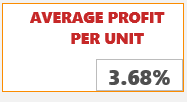 AVERAGE PROFIT
PER UNIT
3.68%